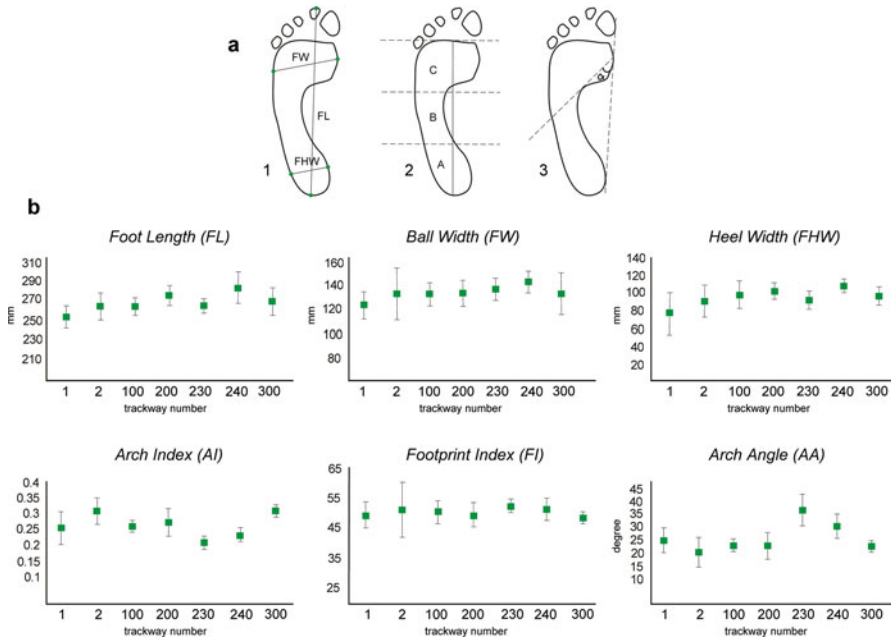 a
FW
FL
FHW
1
C
B
A
2
α
3
b
Foot Length (FL)
310
290
270
250
230
210
mm
1 2 100 200 230 240 300
trackway number
Ball Width (FW)
160
140
120
100
80
60
mm
1 2 100 200 230 240 300
trackway number
Heel Width (FHW)
140
120
100
80
60
40
20
mm
1 2 100 200 230 240 300
trackway number
Arch Index (AI)
0.4
0.35
0.3
0.25
0.2
0.15
0.1
1 2 100 200 230 240 300
trackway number
Footprint Index (FI)
65
55
45
35
25
1 2 100 200 230 240 300
trackway number
Arch Angle (AA)
45
40
35
30
25
20
15
10
degree
1 2 100 200 230 240 300
trackway number